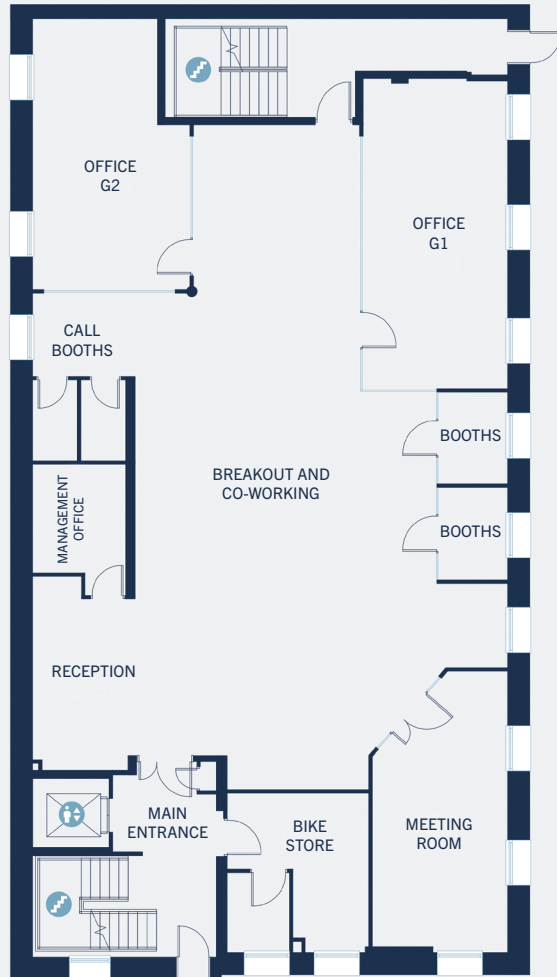 OFFICE
G2
OFFICE
G1
CALL
BOOTHS
BOOTHS
BREAKOUT AND
CO-WORKING
MANAGEMENT
OFFICE
BOOTHS
RECEPTION
MAIN
ENTRANCE
BIKE
STORE
MEETING
ROOM